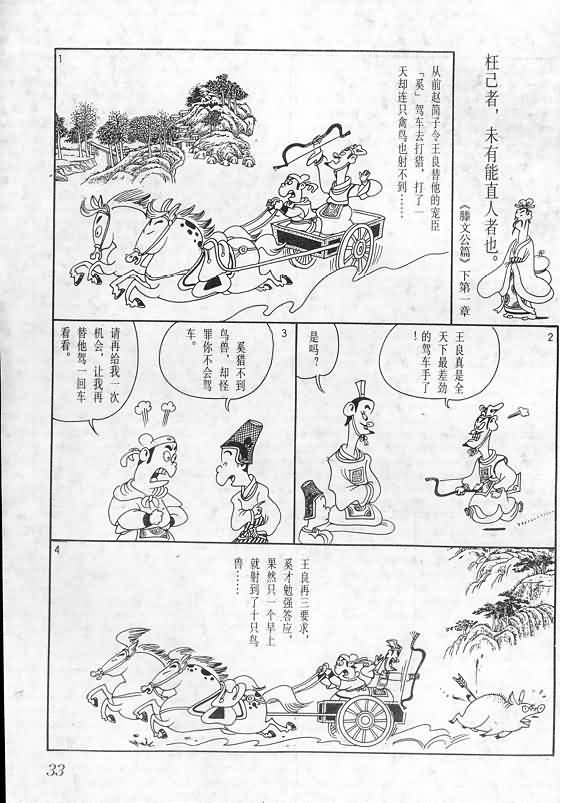 枉己者，未有能直人者也。
《滕文公篇》下第一章
1
从前赵简子令王良替他的宠臣
「奚」驾车去打猎，打了一
天却连只禽鸟也射不到……
2
王良真是全
天下最差劲
的驾车手了
！
是吗？
3
奚猎不到
鸟兽，却怪
罪你不会驾
车。
请再给我一次
机会，让我再
替他驾一回车
看看。
4
王良再三要求，
奚才勉强答应，
果然只一个早上
就射到了十只鸟
兽……
33